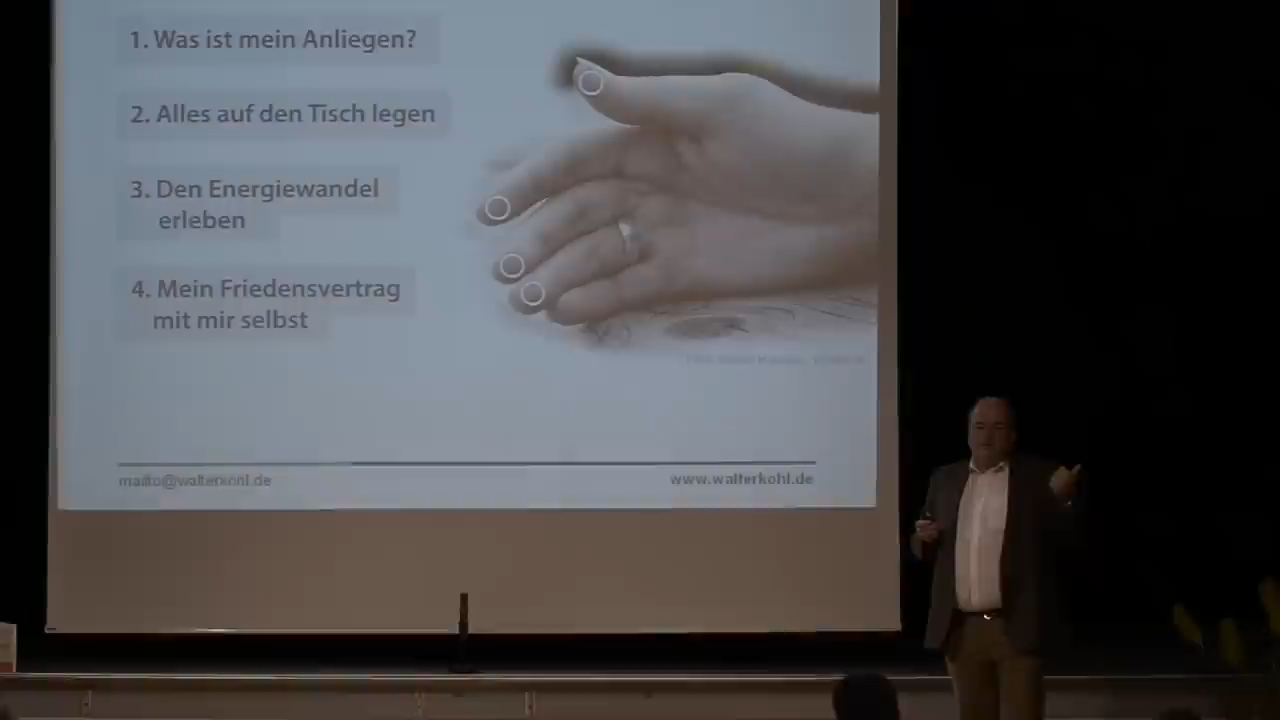 1. Was ist mein Anliegen?
2. Alles auf den Tisch legen
3. Den Energiewandel
erleben
4. Mein Friedensvertrag
mit mir selbst
mailto@walterkohl.de
www.walterkohl.de